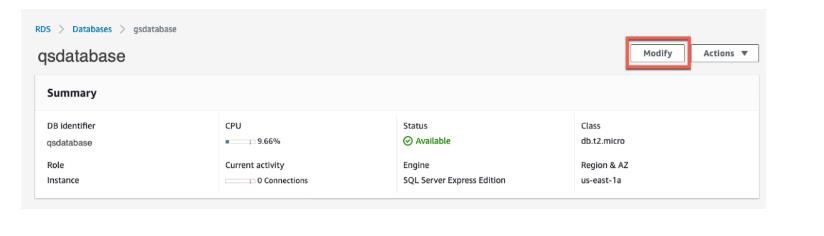 RDS > Databases > qsdatabase
qsdatabase Modify Actions ▼
Summary
DB identifier CPU Status Class
qsdatabase 9.66% Available db.t2.micro
Role Current activity Engine Region & AZ
Instance 0 Connections SQL Server Express Edition us-east-1a